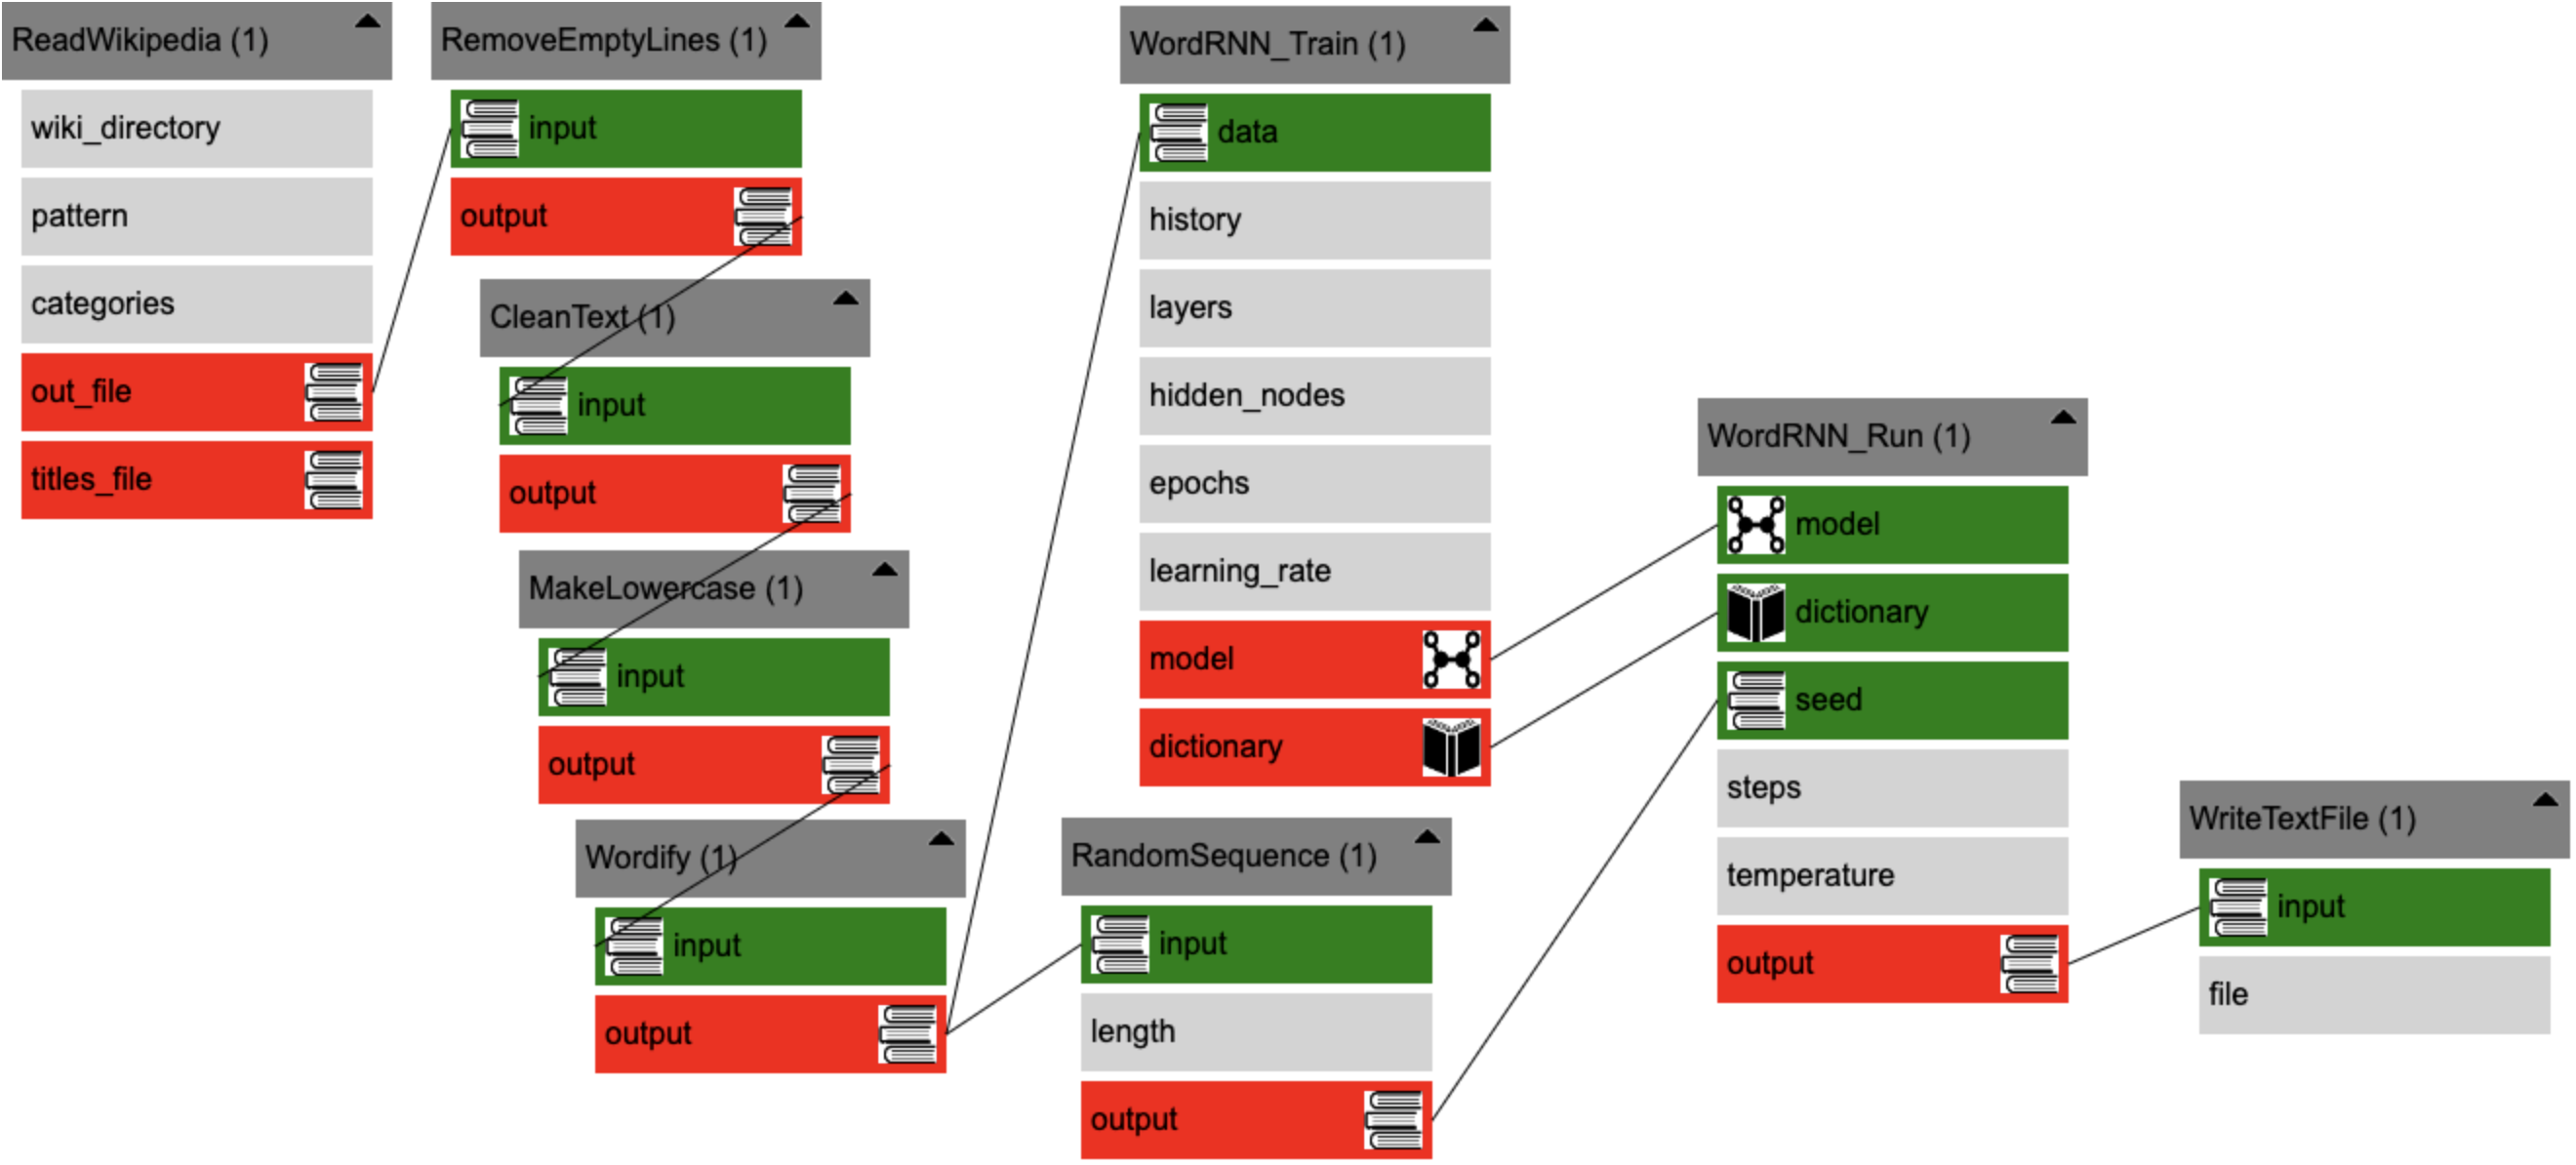 ReadWikipedia (1)
wiki_directory
pattern
categories
out_file
titles_file
RemoveEmptyLines (1)
input
output
CleanText (1)
input
output
MakeLowercase (1)
input
output
Wordify (1)
input
output
WordRNN_Train (1)
data
history
layers
hidden_nodes
epochs
learning_rate
model
dictionary
RandomSequence (1)
input
length
output
WordRNN_Run (1)
model
dictionary
seed
steps
temperature
output
WriteTextFile (1)
input
file